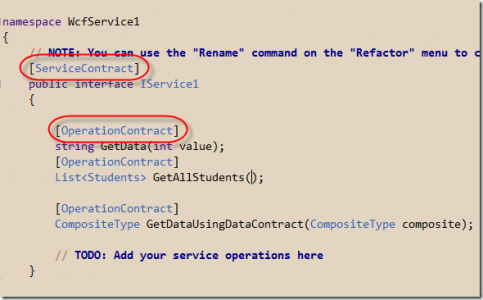 namespace WcfService1
{
// NOTE: You can use the "Rename" command on the "Refactor" menu to c
[ServiceContract]
public interface IService1
{
[OperationContract]
string GetData(int value);
[OperationContract]
List<Students> GetAllStudents();
[OperationContract]
CompositeType GetDataUsingDataContract(CompositeType composite);
// TODO: Add your service operations here
}